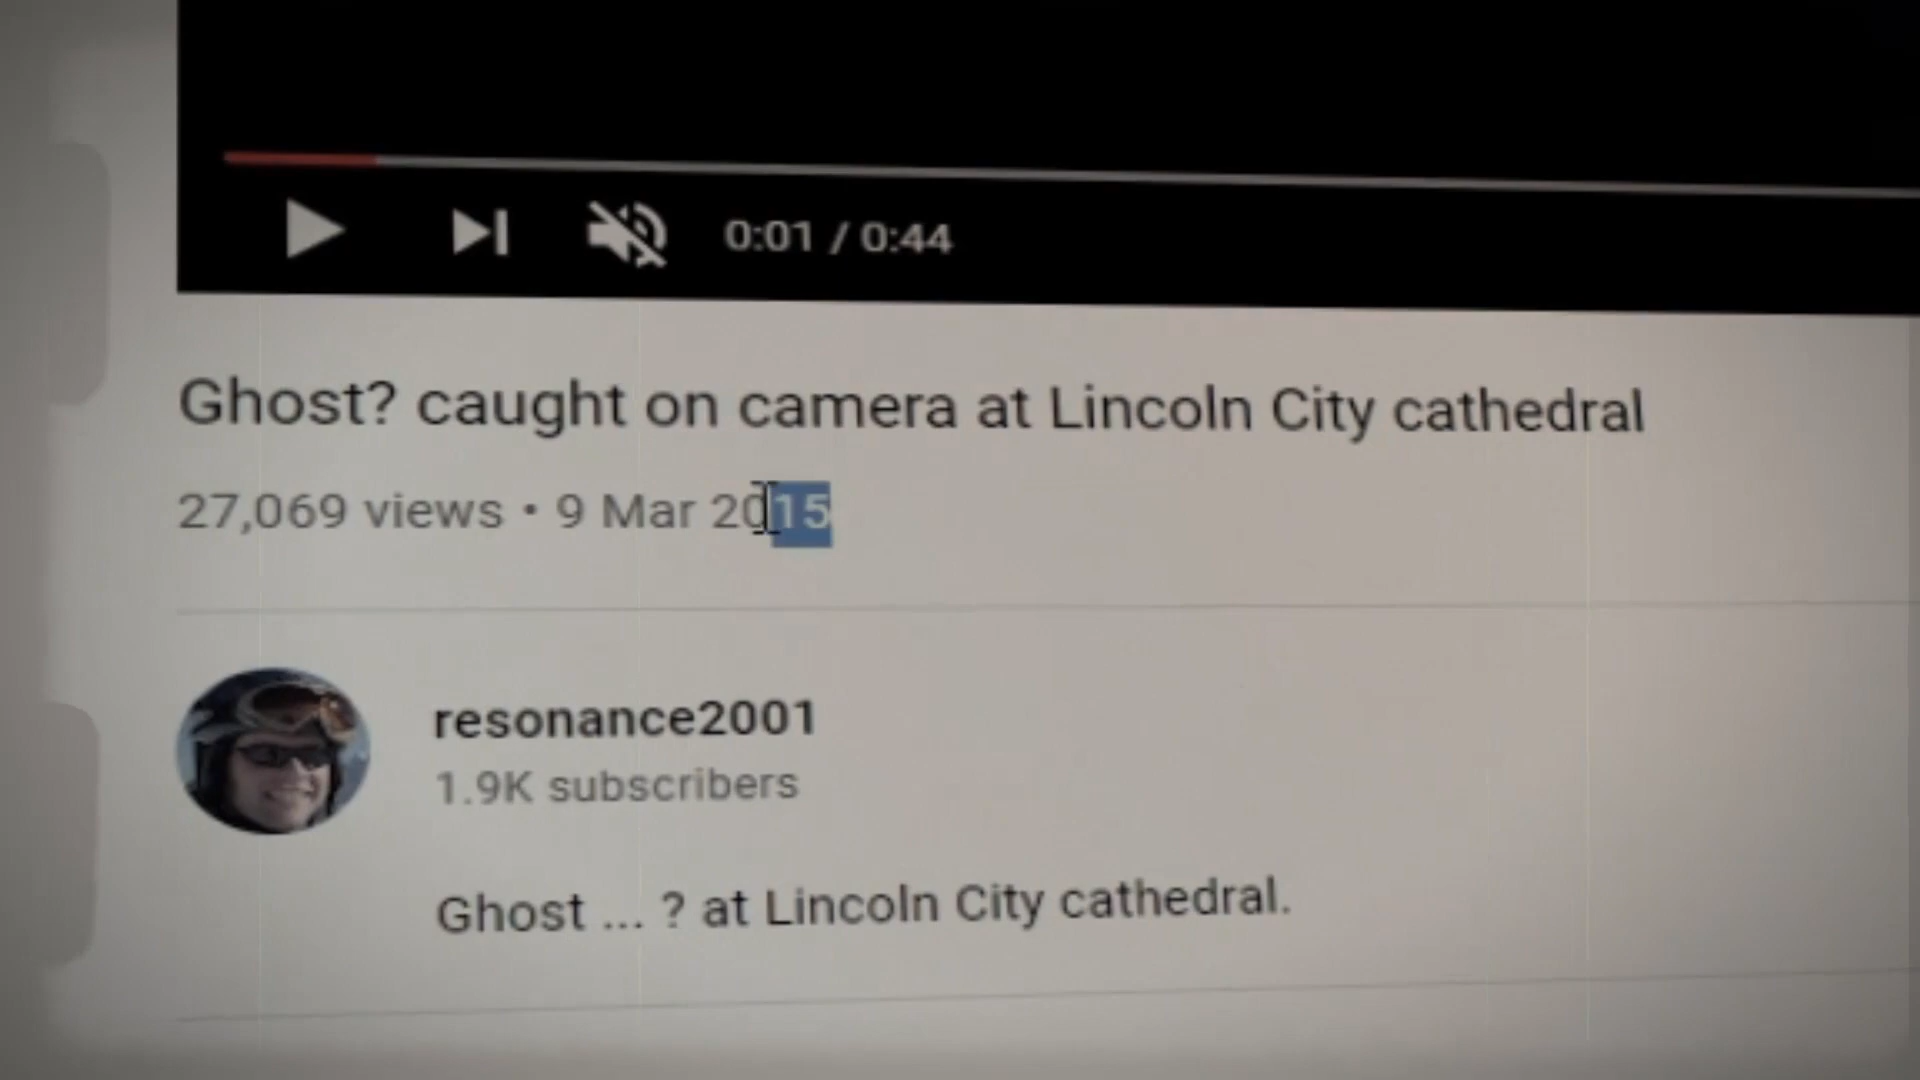 0:01 / 0:44
Ghost? caught on camera at Lincoln City cathedral
27,069 views • 9 Mar 2015
resonance2001
1.9K subscribers
Ghost ... ? at Lincoln City cathedral.